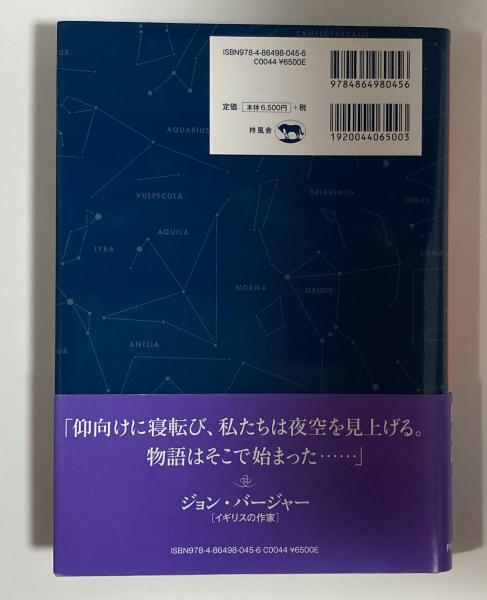 CAMELOPARDALIS
ISBN978-4-86498-045-6
C0044 ¥6500E
9784864980456
定価: 本体6,500円 +税
柊風舎
1920044065003
AQUARIUS
VULPECULA
DELPHINUS
INDUS
AQUILA
LYRA
COMA
NORMA
ORION
ANTLIA
「仰向けに寝転び、私たちは夜空を見上げる。
物語はそこで始まった……」
ジョン・バージャー
[イギリスの作家]
ISBN978-4-86498-045-6 C0044 ¥6500E